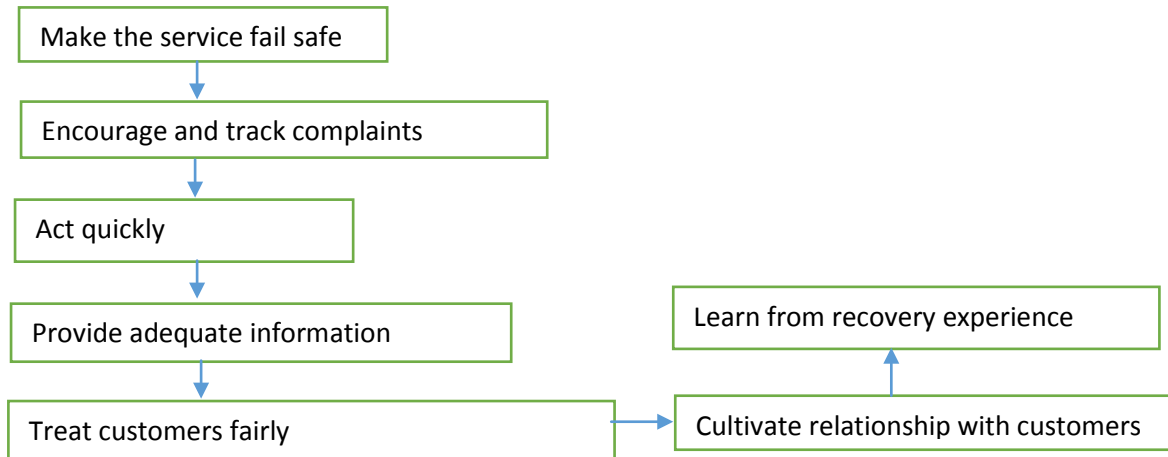 Make the service fail safe
Encourage and track complaints
Act quickly
Provide adequate information
Treat customers fairly
Cultivate relationship with customers
Learn from recovery experience